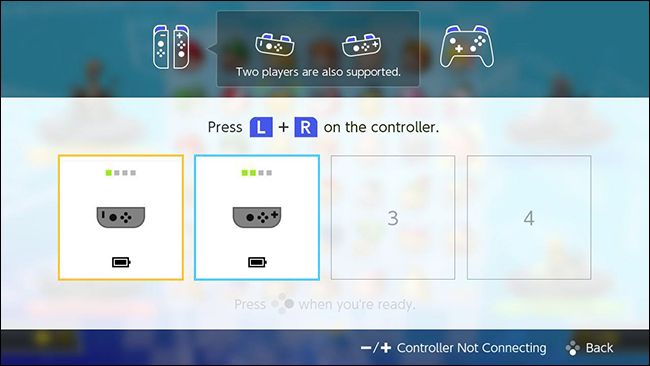 Two players are also supported.
Press L + R on the controller.
3
4
Press when you're ready.
−/+ Controller Not Connecting
Back